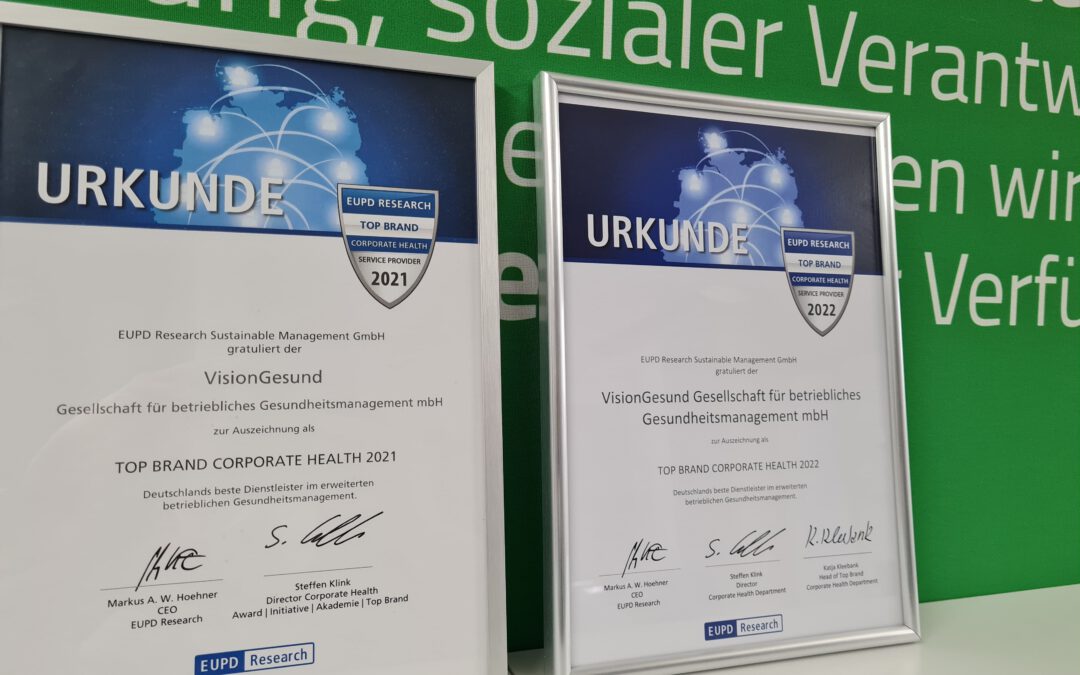 ung, Sozialer Verantw
en wir
Verfü
URKUNDE
EUPD RESEARCH
TOP BRAND
CORPORATE HEALTH
SERVICE PROVIDER
2021
EUPD Research Sustainable Management GmbH
gratuliert der
VisionGesund
Gesellschaft für betriebliches Gesundheitsmanagement mbH
zur Auszeichnung als
TOP BRAND CORPORATE HEALTH 2021
Deutschlands beste Dienstleister im erweiterten
betrieblichen Gesundheitsmanagement.
Markus A. W. Hoehner
CEO
EUPD Research
Steffen Klink
Director Corporate Health
Award | Initiative | Akademie | Top Brand
EUPD Research
URKUNDE
EUPD RESEARCH
TOP BRAND
CORPORATE HEALTH
SERVICE PROVIDER
2022
EUPD Research Sustainable Management GmbH
gratuliert der
VisionGesund Gesellschaft für betriebliches
Gesundheitsmanagement mbH
zur Auszeichnung als
TOP BRAND CORPORATE HEALTH 2022
Deutschlands beste Dienstleister im erweiterten
betrieblichen Gesundheitsmanagement.
R. Kleebank
Markus A. W. Hoehner
CEO
EUPD Research
Steffen Klink
Director
Corporate Health Department
Katja Kleebank
Head of Top Brand
Corporate Health Department
EUPD Research